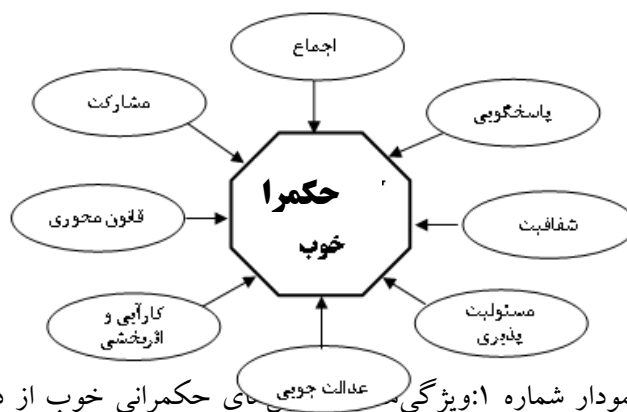 اجماع
پاسخگویی
مشارکت
شفافیت
حکمرا
خوب
قانون محوری
مسئولیت
پذیری
کارآیی و
اثربخشی
عدالت جویی
مودار شماره ۱:ویژگی‌ های حکمرانی خوب از د